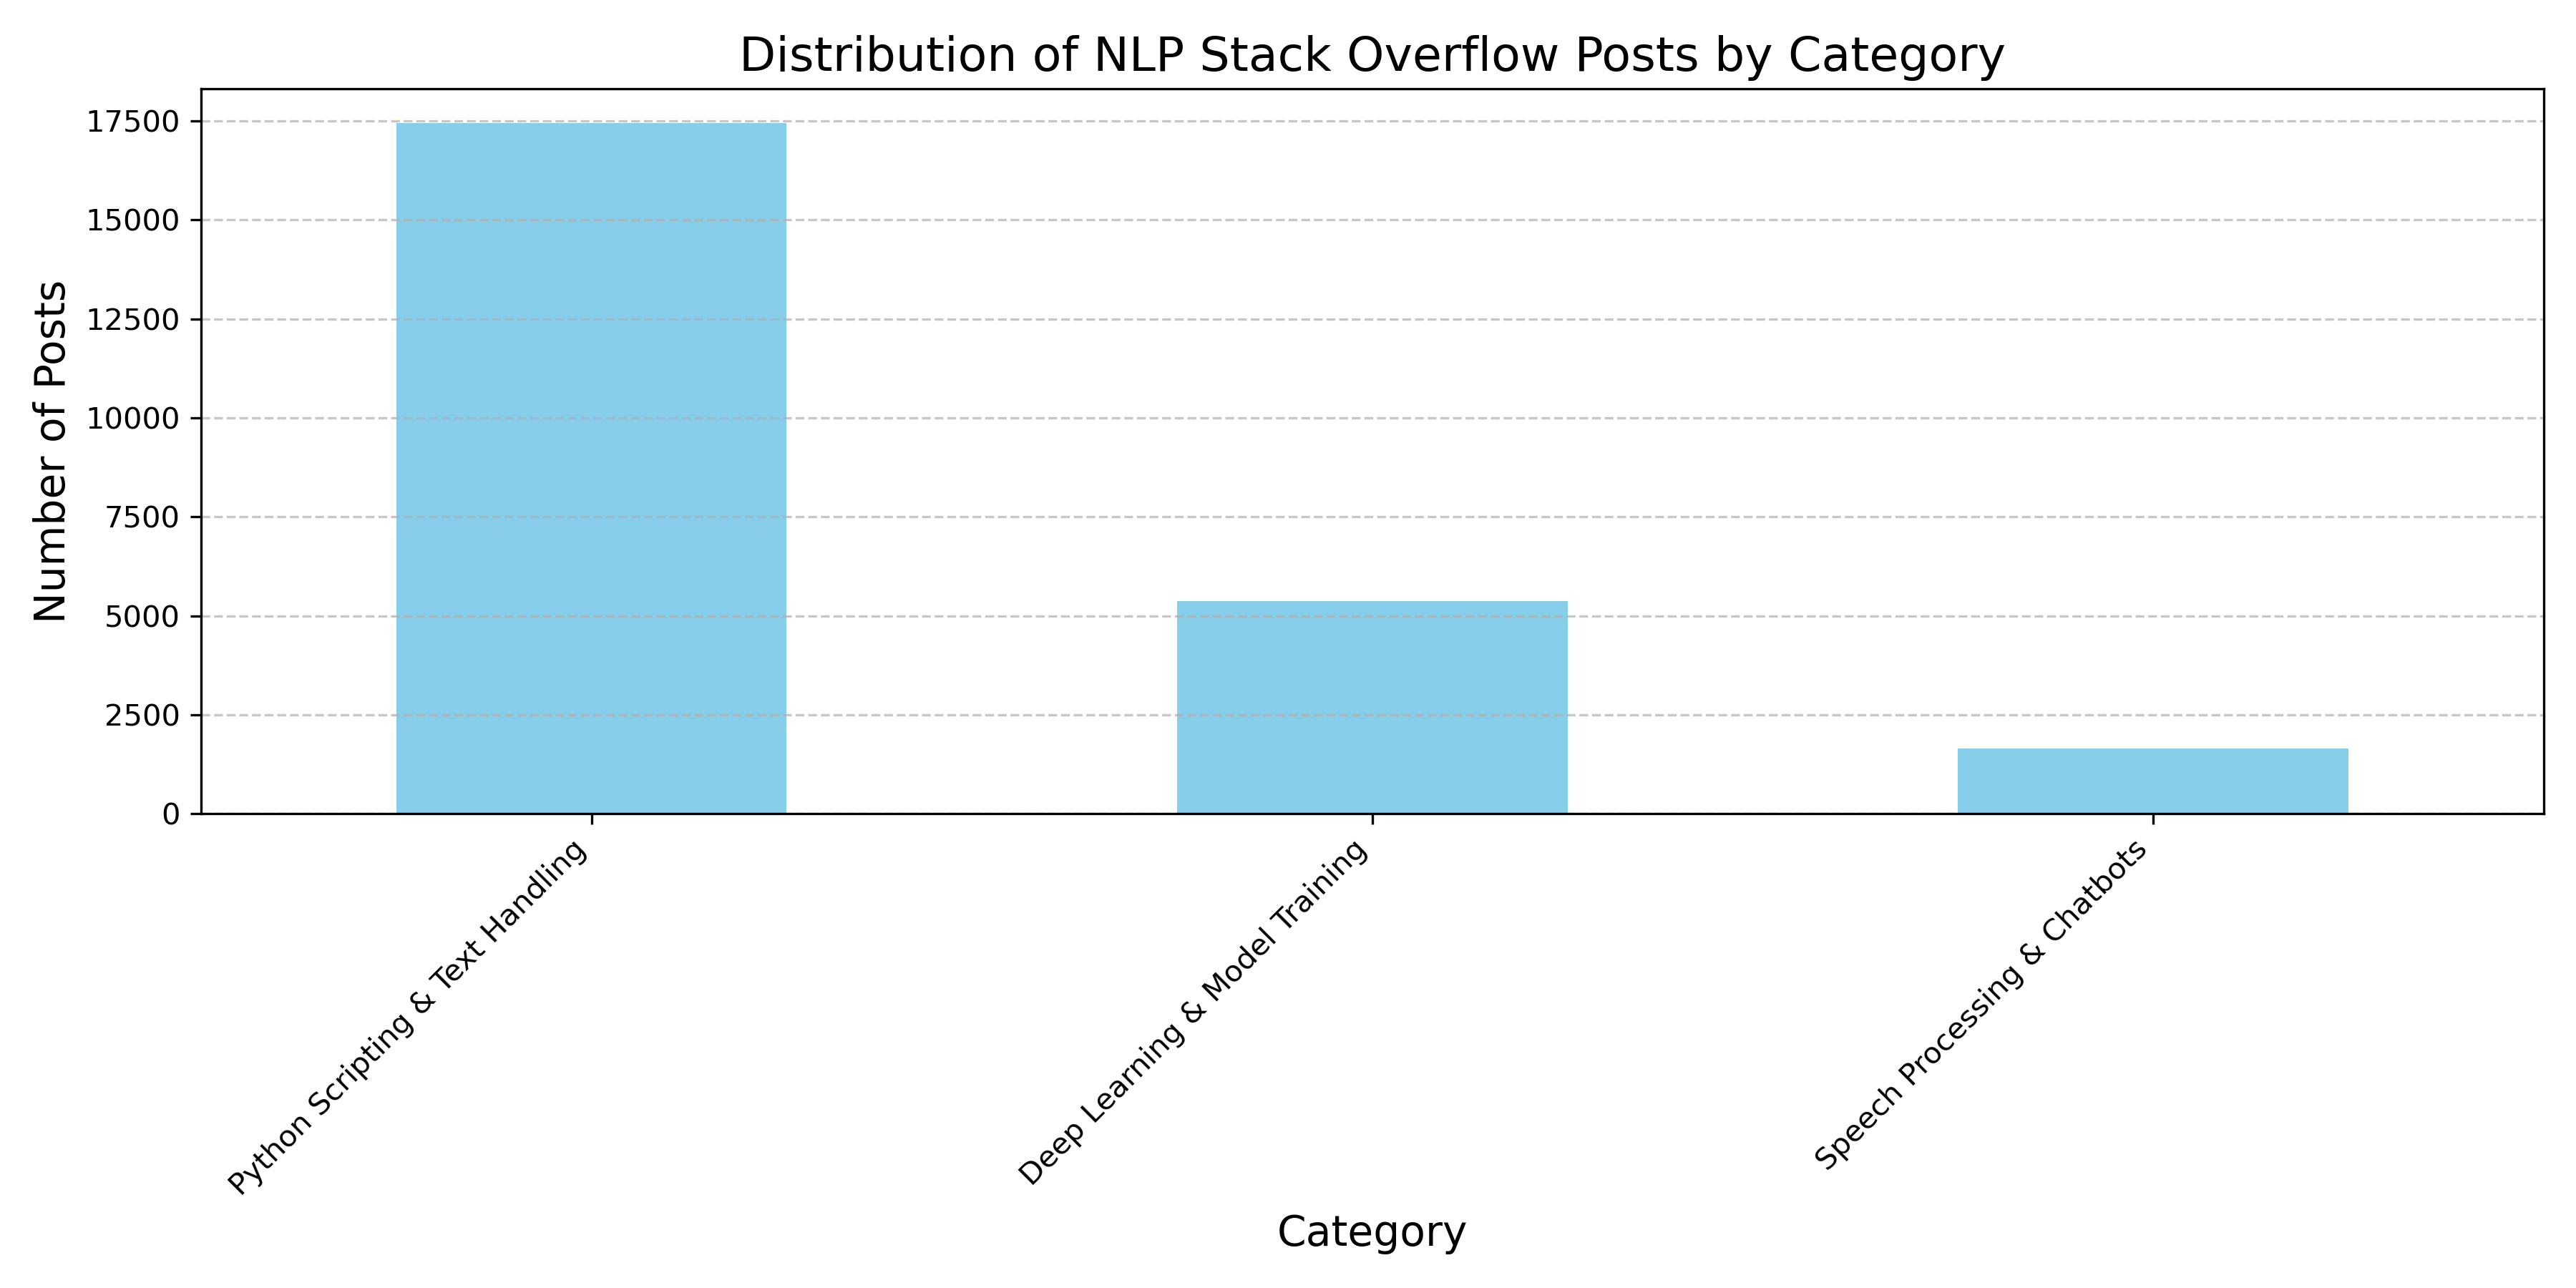 Distribution of NLP Stack Overflow Posts by Category
Number of Posts
17500
15000
12500
10000
7500
5000
2500
0
Python Scripting & Text Handling
Deep Learning & Model Training
Speech Processing & Chatbots
Category